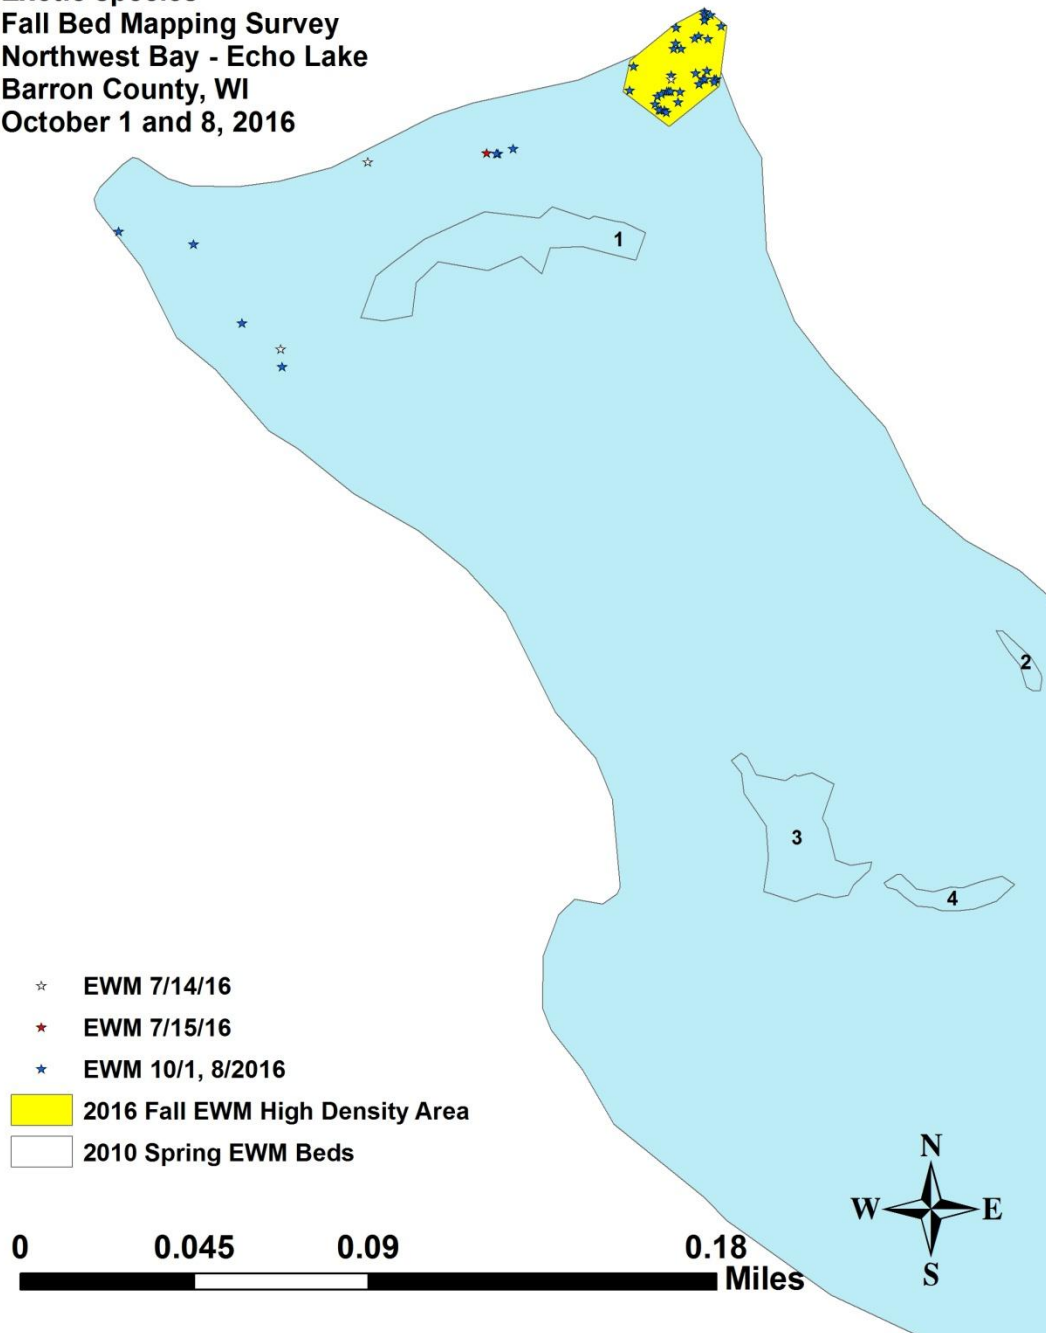 Fall Bed Mapping Survey
Northwest Bay - Echo Lake
Barron County, WI
October 1 and 8, 2016
1
2
3
4
EWM 7/14/16
EWM 7/15/16
EWM 10/1, 8/2016
2016 Fall EWM High Density Area
2010 Spring EWM Beds
N
W E
S
0 0.045 0.09 0.18
Miles